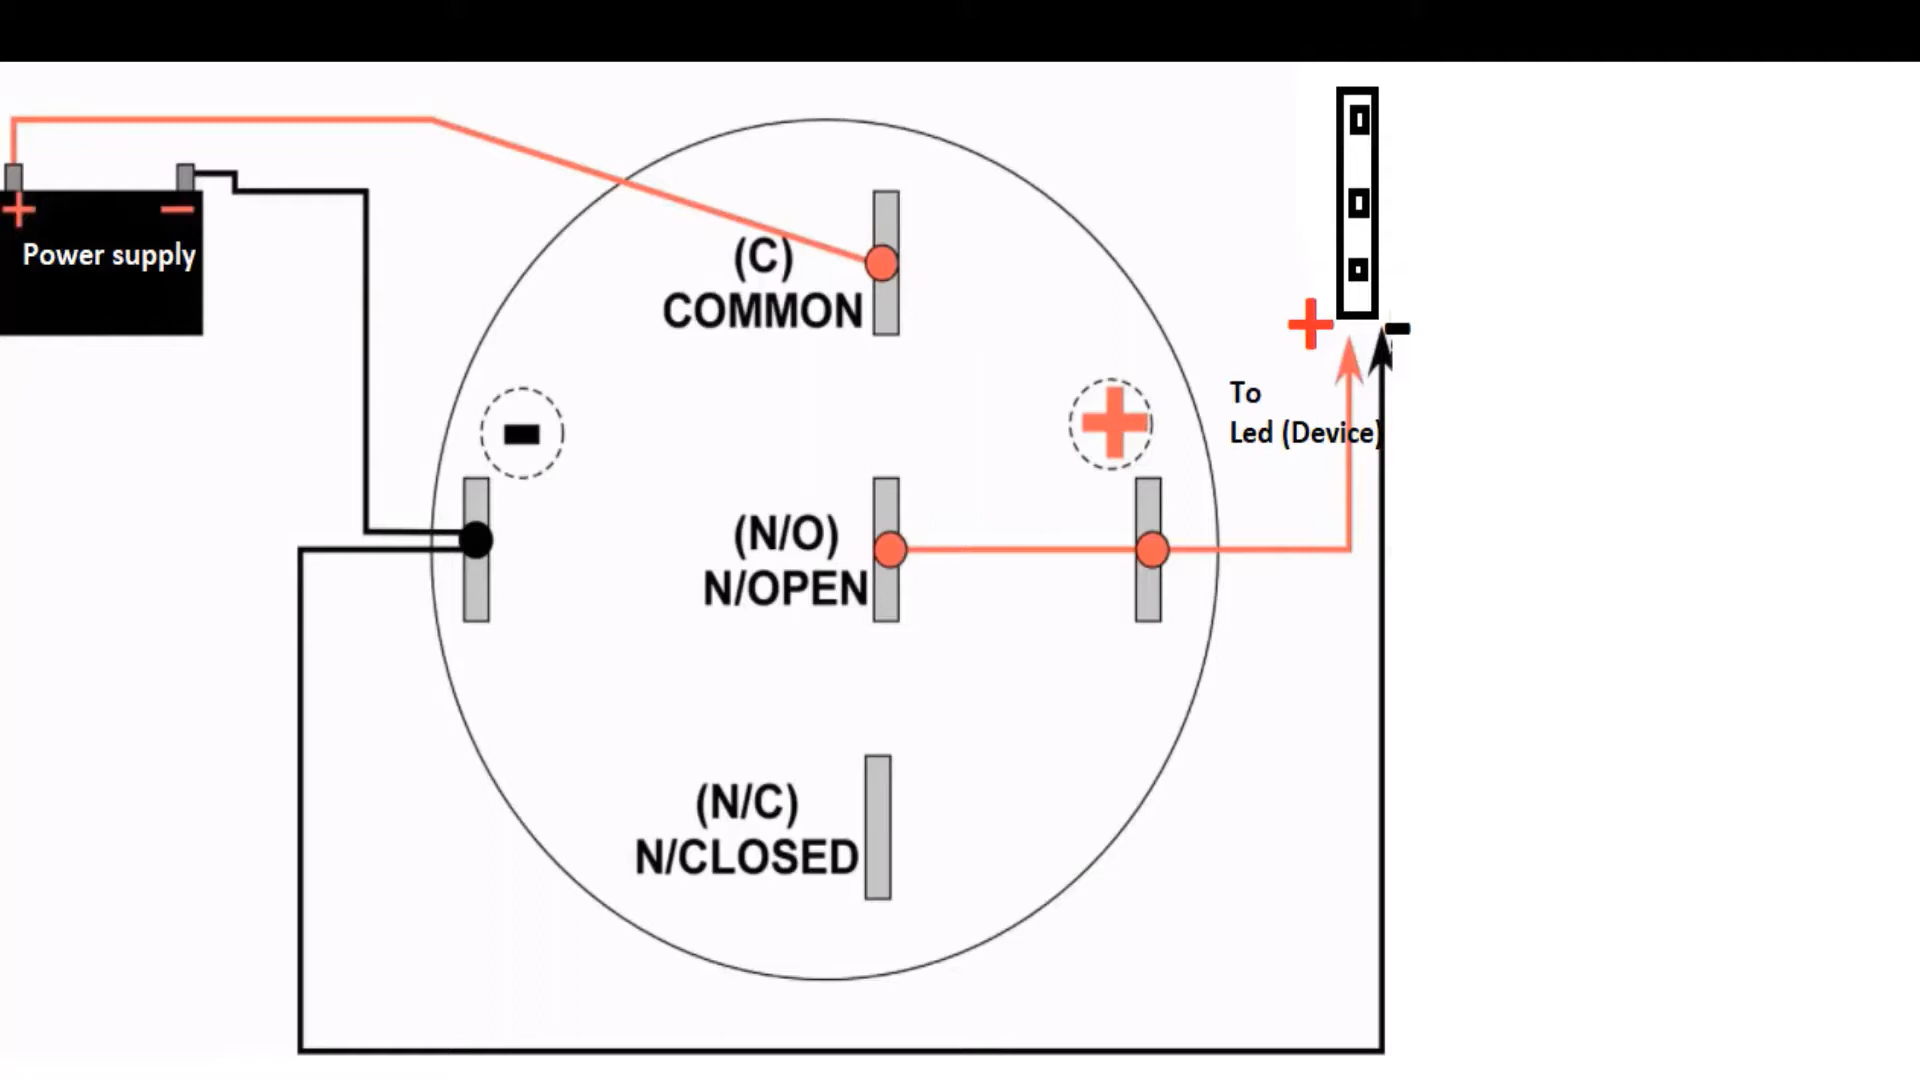 + −
Power supply
(C)
COMMON
+ -
To
Led (Device)
- +
(N/O)
N/OPEN
(N/C)
N/CLOSED